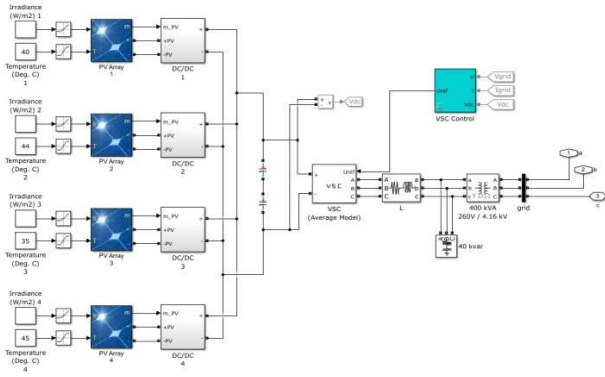 Irradiance
(W/m2) 1
40
Temperature
(Deg. C)
1
PV Array
1
m
m_PV
+PV
-PV
+
-
DC/DC
1
Irradiance
(W/m2) 2
44
Temperature
(Deg. C)
2
PV Array
2
m
m_PV
+PV
-PV
+
-
DC/DC
2
Irradiance
(W/m2) 3
35
Temperature
(Deg. C)
3
PV Array
3
m
m_PV
+PV
-PV
+
-
DC/DC
3
Irradiance
(W/m2) 4
45
Temperature
(Deg. C)
4
PV Array
4
m
m_PV
+PV
-PV
+
-
DC/DC
4
+
-
Vdc
Uref
V
I
Vdc
VSC Control
Vgrid
Igrid
Vdc
+
-
Uref
VSC
A
B
C
VSC
(Average Model)
A a
B b
C c
L
40 kvar
a A
b B
c C
400 kVA
260V / 4.16 kV
grid
1
a
2
b
3
c